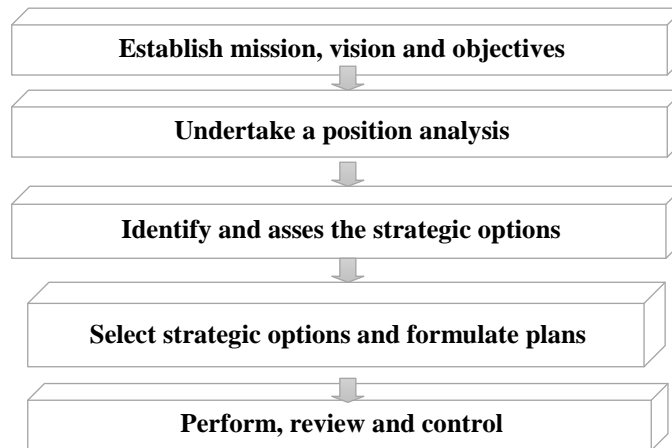 Establish mission, vision and objectives
Undertake a position analysis
Identify and asses the strategic options
Select strategic options and formulate plans
Perform, review and control